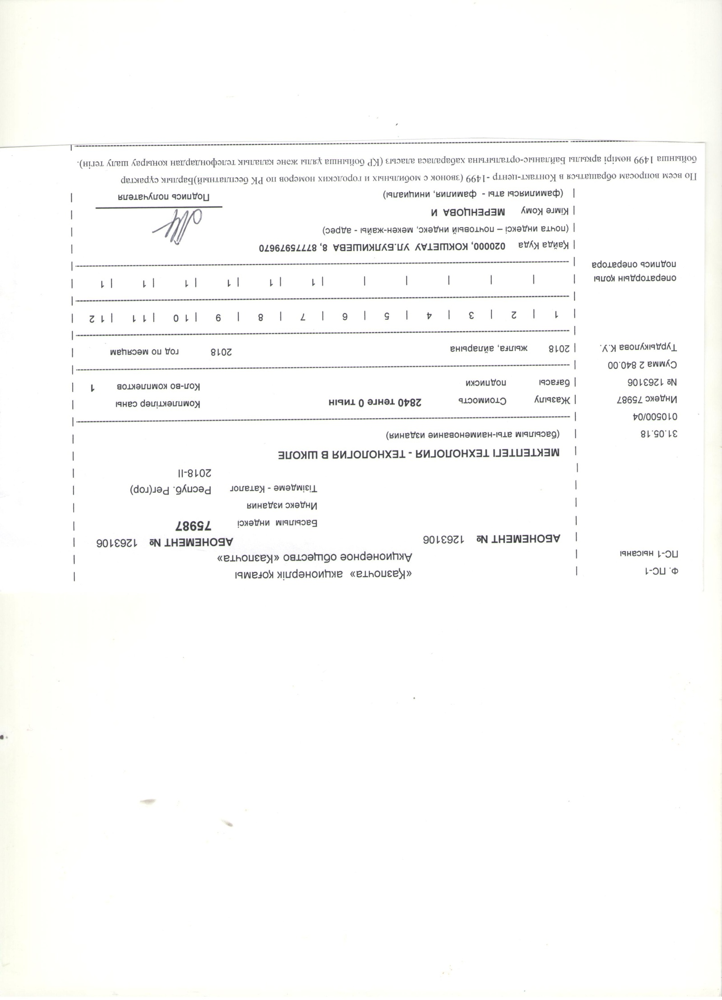 Ф. ПС-1 | «Қазпочта» акционерлік қоғамы |
ПС-1 нысаны | Акционерное общество «Казпочта» |
| АБОНЕМЕНТ № 1263106 АБОНЕМЕНТ № 1263106 |
| Басылым индексі 75987 |
| Индекс издания |
| Тізімдеме - Каталог Респуб. Рег(гор) |
| 2018-II |
| МЕКТЕПТЕГІ ТЕХНОЛОГИЯ - ТЕХНОЛОГИЯ В ШКОЛЕ |
31.05.18 | (басылым аты-наименование издания) |
010500/04 | |
Индекс 75987 | Жазылу Стоимость 2840 тенге 0 тиын Комплектілер саны |
№ 1263106 | бағасы подписки Кол-во комплектов 1 |
Сумма 2 840.00 | |
Турдыкулова К.У. | 2018 жылға, айларына 2018 год по месяцам |
| |
| 1 | 2 | 3 | 4 | 5 | 6 | 7 | 8 | 9 | 10 | 11 | 12 |
| |
оператордын қолы | | | | | | | 1 | 1 | 1 | 1 | 1 | 1 |
подпись оператора | |
| Қайда Куда 020000, КОКШЕТАУ УЛ.БУЛКИШЕВА 8, 87775979670 |
| (почта индексі – почтовый индекс, мекен-жайы - адрес) |
| Кімге Кому МЕРЕНЦОВА И |
| (фамилиясы аты - фамилия, инициалы) Подпись получателя |
По всем вопросам обращаться в Контакт-центр -1499 (звонок с мобильных и городских номеров по РК бесплатный)Барлық сұрақтар
бойынша 1499 нөмірі арқылы Байланыс-орталығына хабарласа аласыз (ҚР бойынша ұялы және қалалық телефондардан қоңырау шалу тегін).